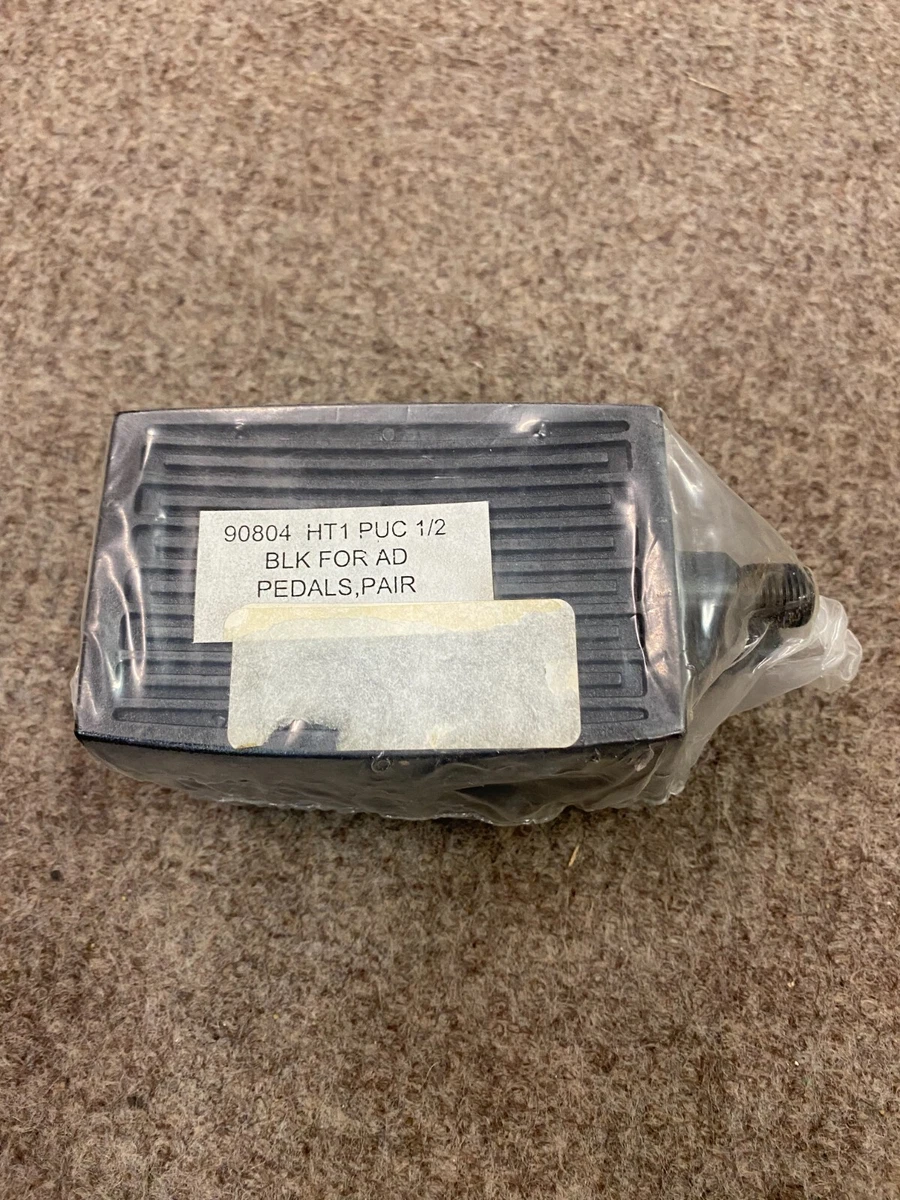 90804 HT1 PUC 1/2
BLK FOR AD
PEDALS,PAIR